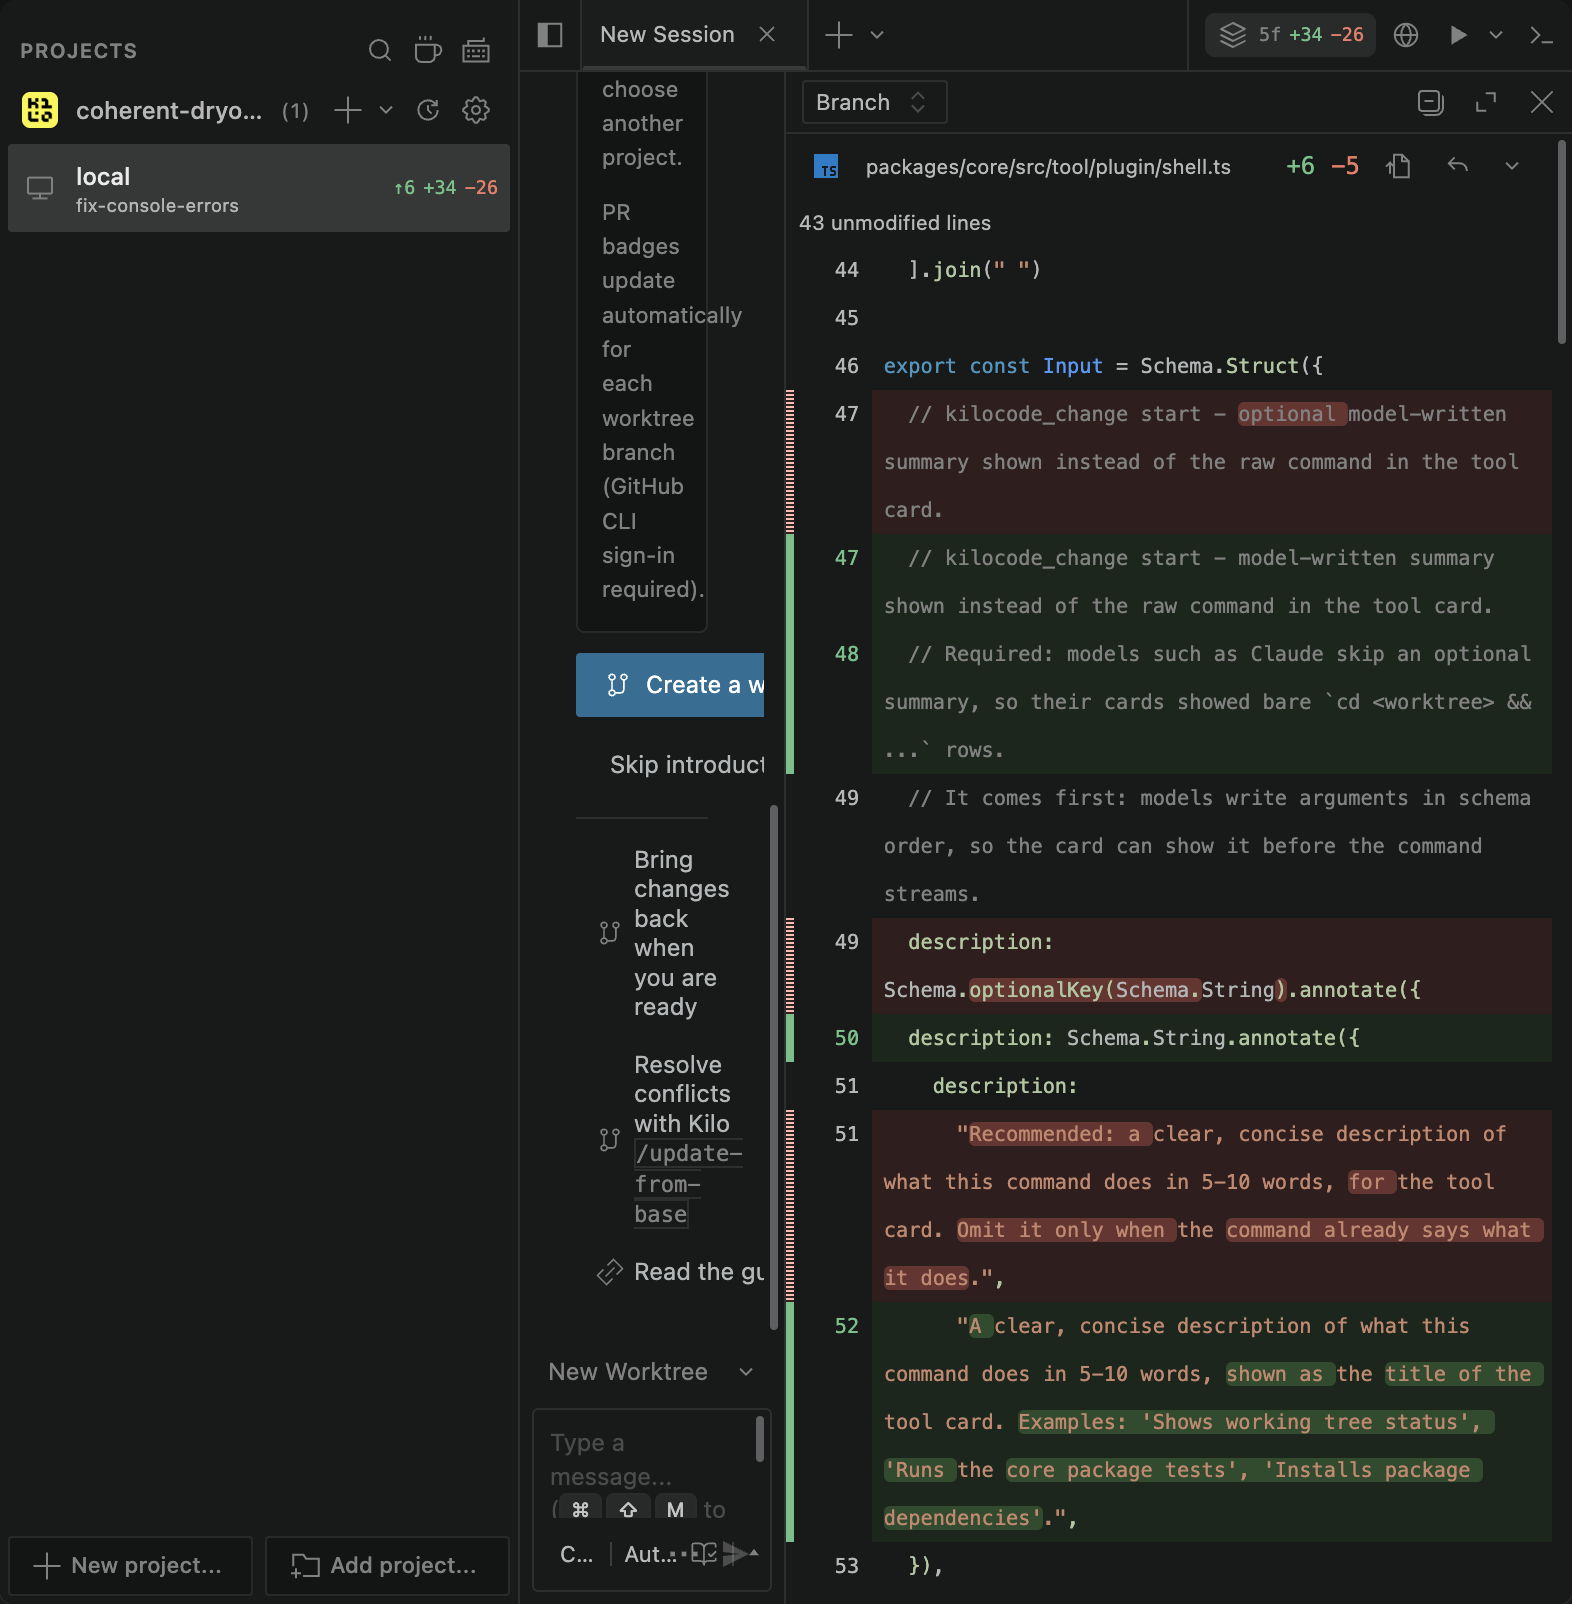 PROJECTS
KILO
coherent-dryo... (1)
local
fix-console-errors
↑6 +34 −26
New project...
Add project...
New Session
5f +34 −26
choose
another
project.
PR
badges
update
automatically
for
each
worktree
branch
(GitHub
CLI
sign-in
required).
Create a w
Skip introduct
Bring
changes
back
when
you are
ready
Resolve
conflicts
with Kilo
/update-
from-
base
Read the gu
New Worktree
Type a
message...
(⌘ ⇧ M to
C... Aut...
Branch
TS packages/core/src/tool/plugin/shell.ts +6 −5
43 unmodified lines
44 ].join(" ")
45
46 export const Input = Schema.Struct({
47 // kilocode_change start - optional model-written
summary shown instead of the raw command in the tool
card.
47 // kilocode_change start - model-written summary
shown instead of the raw command in the tool card.
48 // Required: models such as Claude skip an optional
summary, so their cards showed bare `cd <worktree> &&
...` rows.
49 // It comes first: models write arguments in schema
order, so the card can show it before the command
streams.
49 description:
Schema.optionalKey(Schema.String).annotate({
50 description: Schema.String.annotate({
51 description:
51 "Recommended: a clear, concise description of
what this command does in 5-10 words, for the tool
card. Omit it only when the command already says what
it does.",
52 "A clear, concise description of what this
command does in 5-10 words, shown as the title of the
tool card. Examples: 'Shows working tree status',
'Runs the core package tests', 'Installs package
dependencies'.",
53 }),